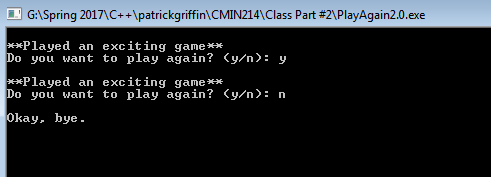 G:\Spring 2017\C++\patrickgriffin\CMIN214\Class Part #2\PlayAgain2.0.exe
**Played an exciting game**
Do you want to play again? (y/n): y
**Played an exciting game**
Do you want to play again? (y/n): n
Okay, bye.